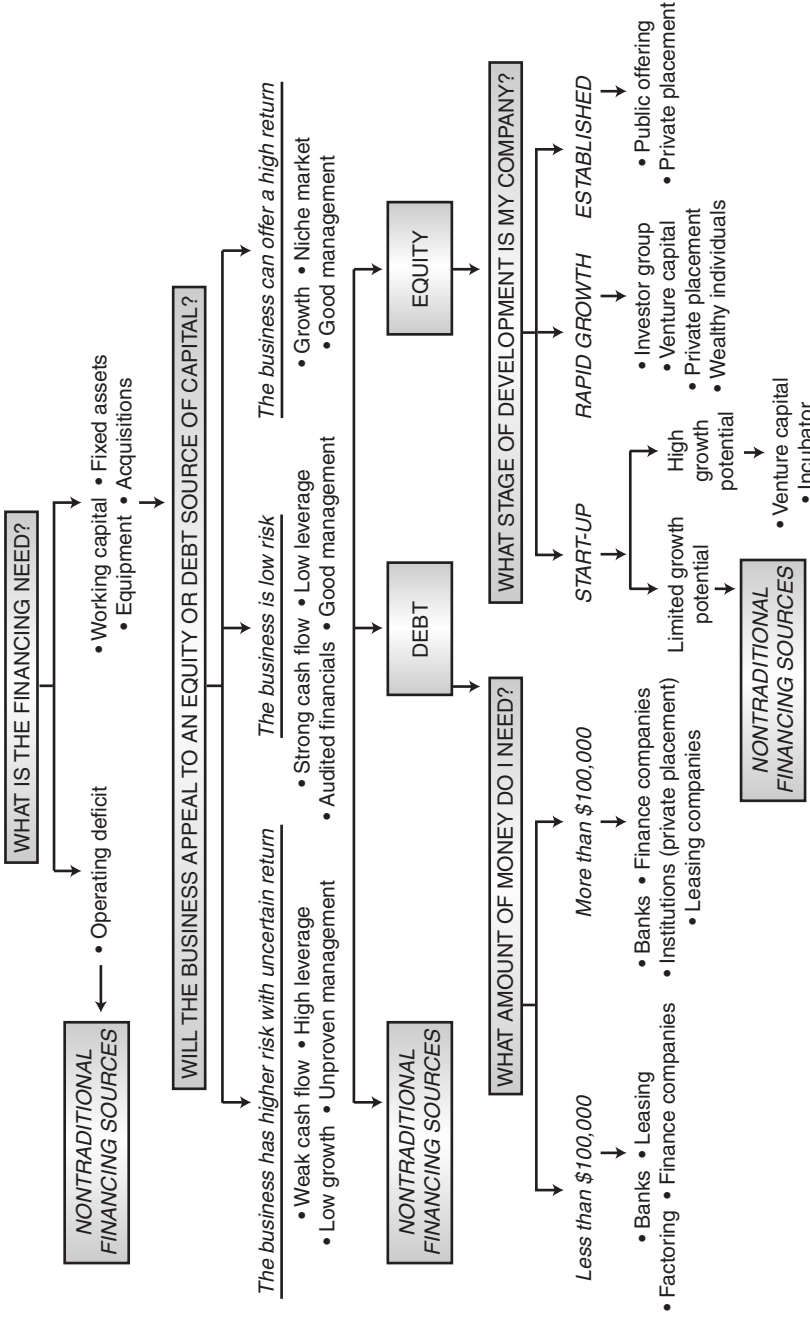 WHAT IS THE FINANCING NEED?
NONTRADITIONAL
FINANCING SOURCES
• Operating deficit
• Working capital • Fixed assets
• Equipment • Acquisitions
WILL THE BUSINESS APPEAL TO AN EQUITY OR DEBT SOURCE OF CAPITAL?
The business has higher risk with uncertain return
• Weak cash flow • High leverage
• Low growth • Unproven management
The business is low risk
• Strong cash flow • Low leverage
• Audited financials • Good management
The business can offer a high return
• Growth • Niche market
• Good management
NONTRADITIONAL
FINANCING SOURCES
DEBT
EQUITY
WHAT AMOUNT OF MONEY DO I NEED?
Less than $100,000
• Banks • Leasing
• Factoring • Finance companies
More than $100,000
• Banks • Finance companies
• Institutions (private placement)
• Leasing companies
WHAT STAGE OF DEVELOPMENT IS MY COMPANY?
START-UP
Limited growth
potential
NONTRADITIONAL
FINANCING SOURCES
High
growth
potential
• Venture capital
• Incubator
RAPID GROWTH
• Investor group
• Venture capital
• Private placement
• Wealthy individuals
ESTABLISHED
• Public offering
• Private placement